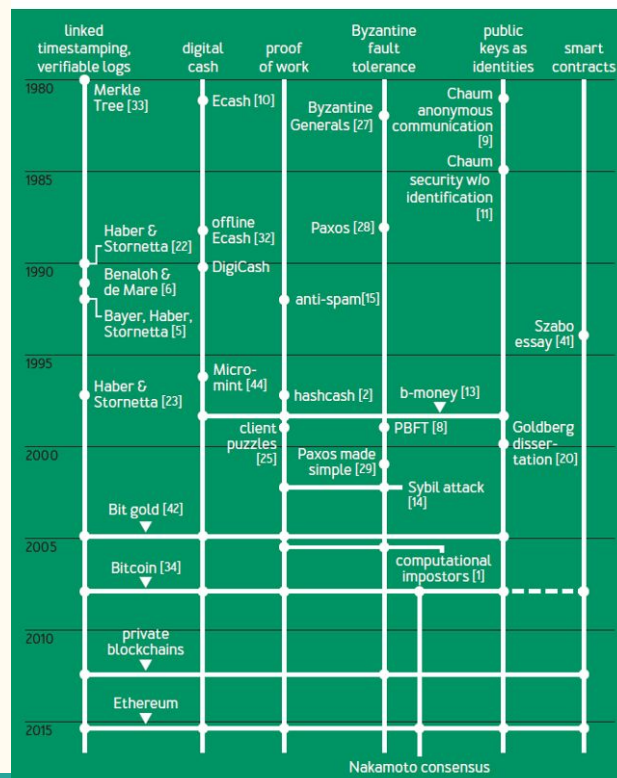 linked
timestamping,
verifiable logs
digital
cash
proof
of work
Byzantine
fault
tolerance
public
keys as
identities
smart
contracts
1980
Merkle
Tree [33]
Ecash [10]
Byzantine
Generals [27]
Chaum
anonymous
communication
[9]
1985
Chaum
security w/o
identification
[11]
Haber &
Stornetta [22]
offline
Ecash [32]
Paxos [28]
1990
DigiCash
Benaloh &
de Mare [6]
anti-spam[15]
Bayer, Haber,
Stornetta [5]
Szabo
essay [41]
1995
Micro-
mint [44]
Haber &
Stornetta [23]
hashcash [2]
b-money [13]
client
puzzles
[25]
PBFT [8]
Goldberg
disser-
tation [20]
2000
Paxos made
simple [29]
Sybil attack
[14]
Bit gold [42]
2005
computational
impostors [1]
Bitcoin [34]
2010
private
blockchains
Ethereum
2015
Nakamoto consensus